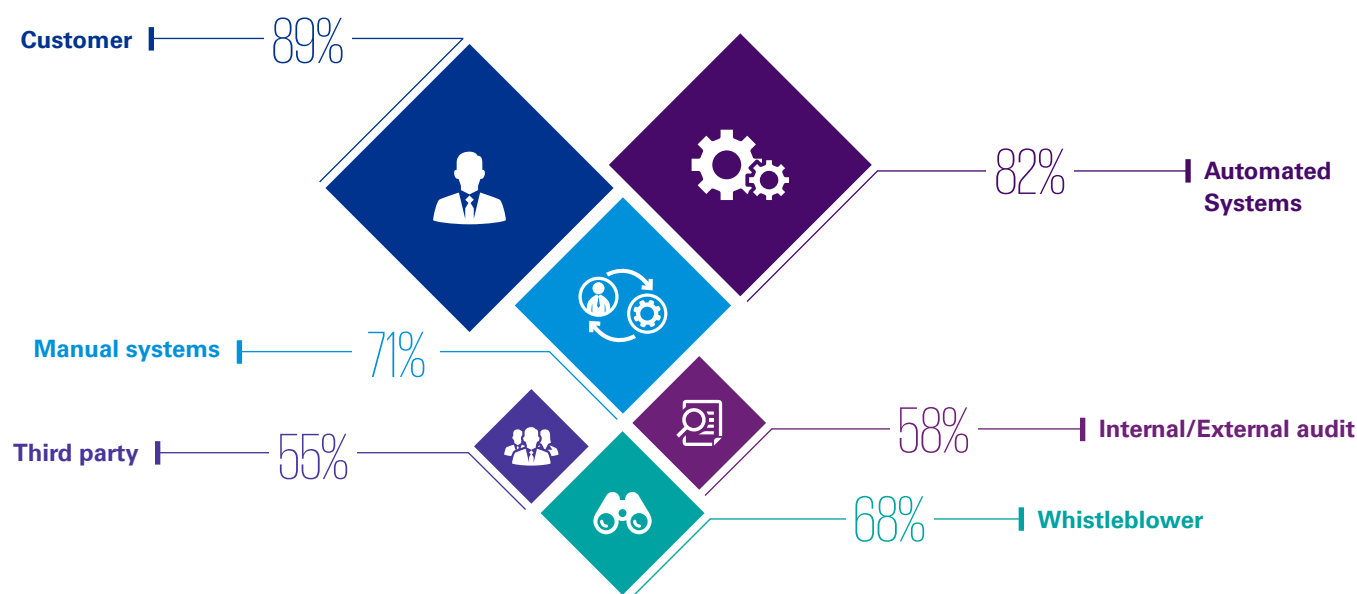 Customer 89%
82% Automated
Systems
Manual systems 71%
58% Internal/External audit
Third party 55%
68% Whistleblower